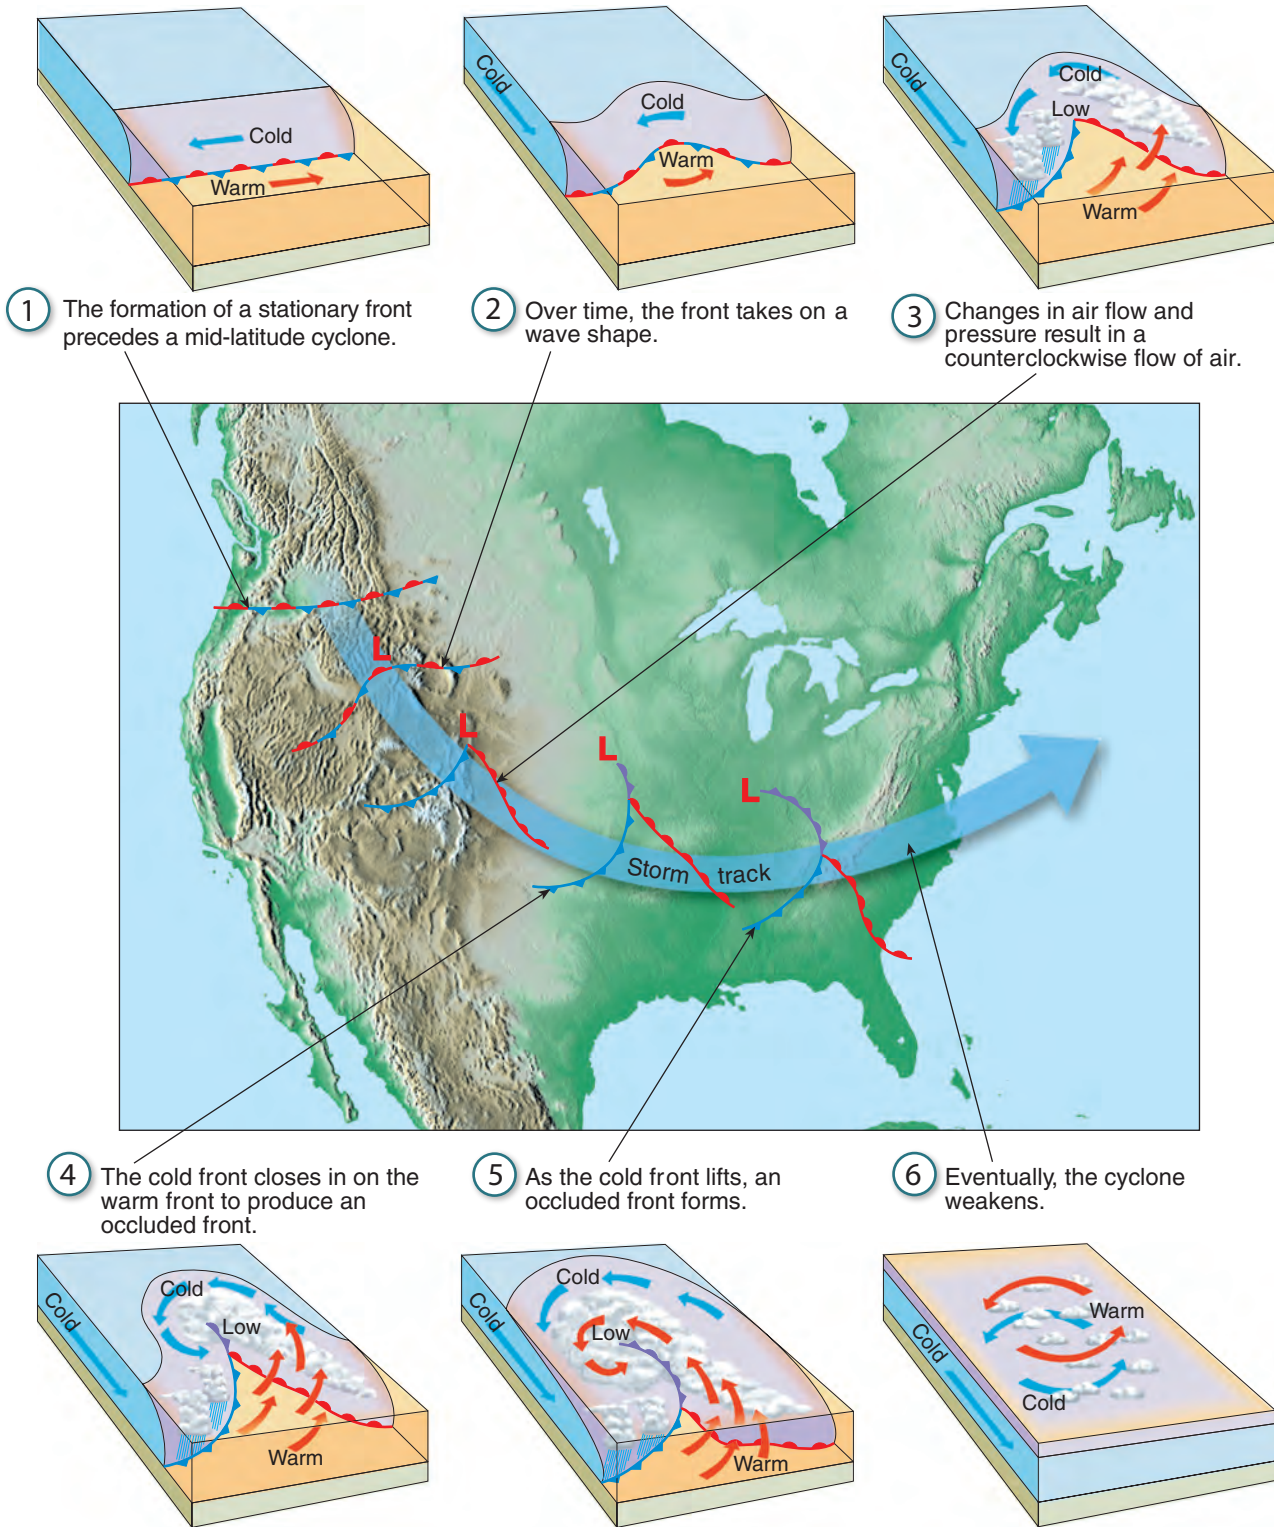 Cold
Warm
Cold
Cold
Warm
Cold
Cold
Low
Warm
1 The formation of a stationary front
precedes a mid-latitude cyclone.
2 Over time, the front takes on a
wave shape.
3 Changes in air flow and
pressure result in a
counterclockwise flow of air.
L
L
L
L
Storm track
4 The cold front closes in on the
warm front to produce an
occluded front.
5 As the cold front lifts, an
occluded front forms.
6 Eventually, the cyclone
weakens.
Cold
Cold
Low
Warm
Cold
Cold
Low
Warm
Cold
Warm
Cold